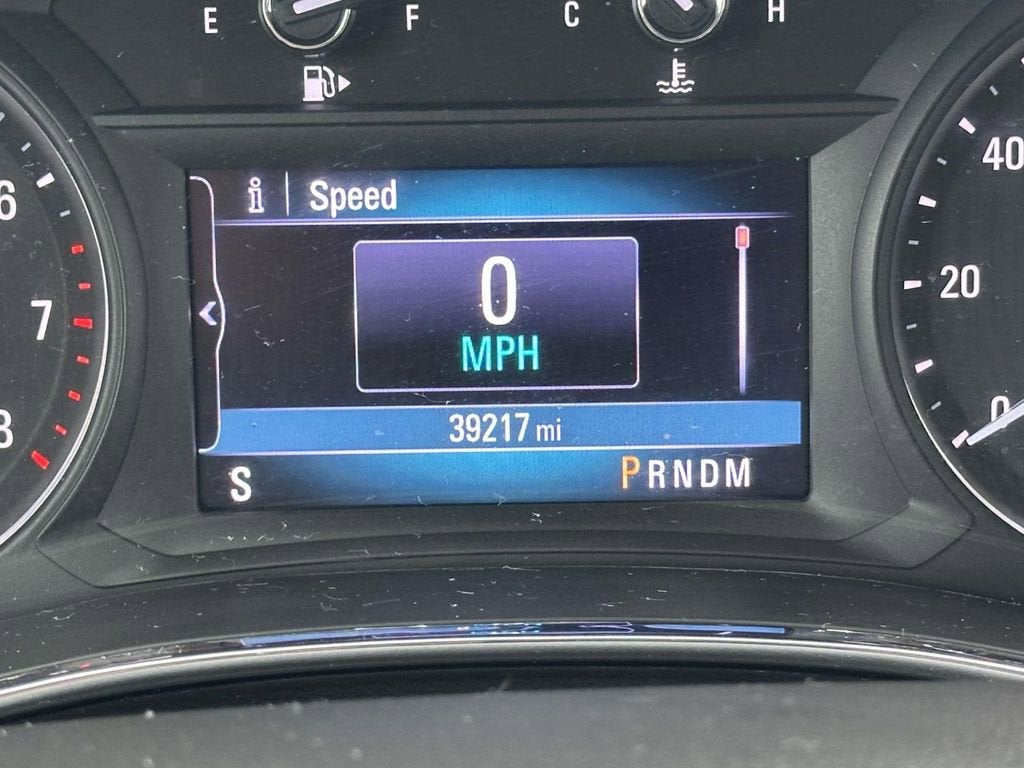 E F C H
i Speed
0
MPH
39217 mi
S PRNDM
6
7
8
40
20
0